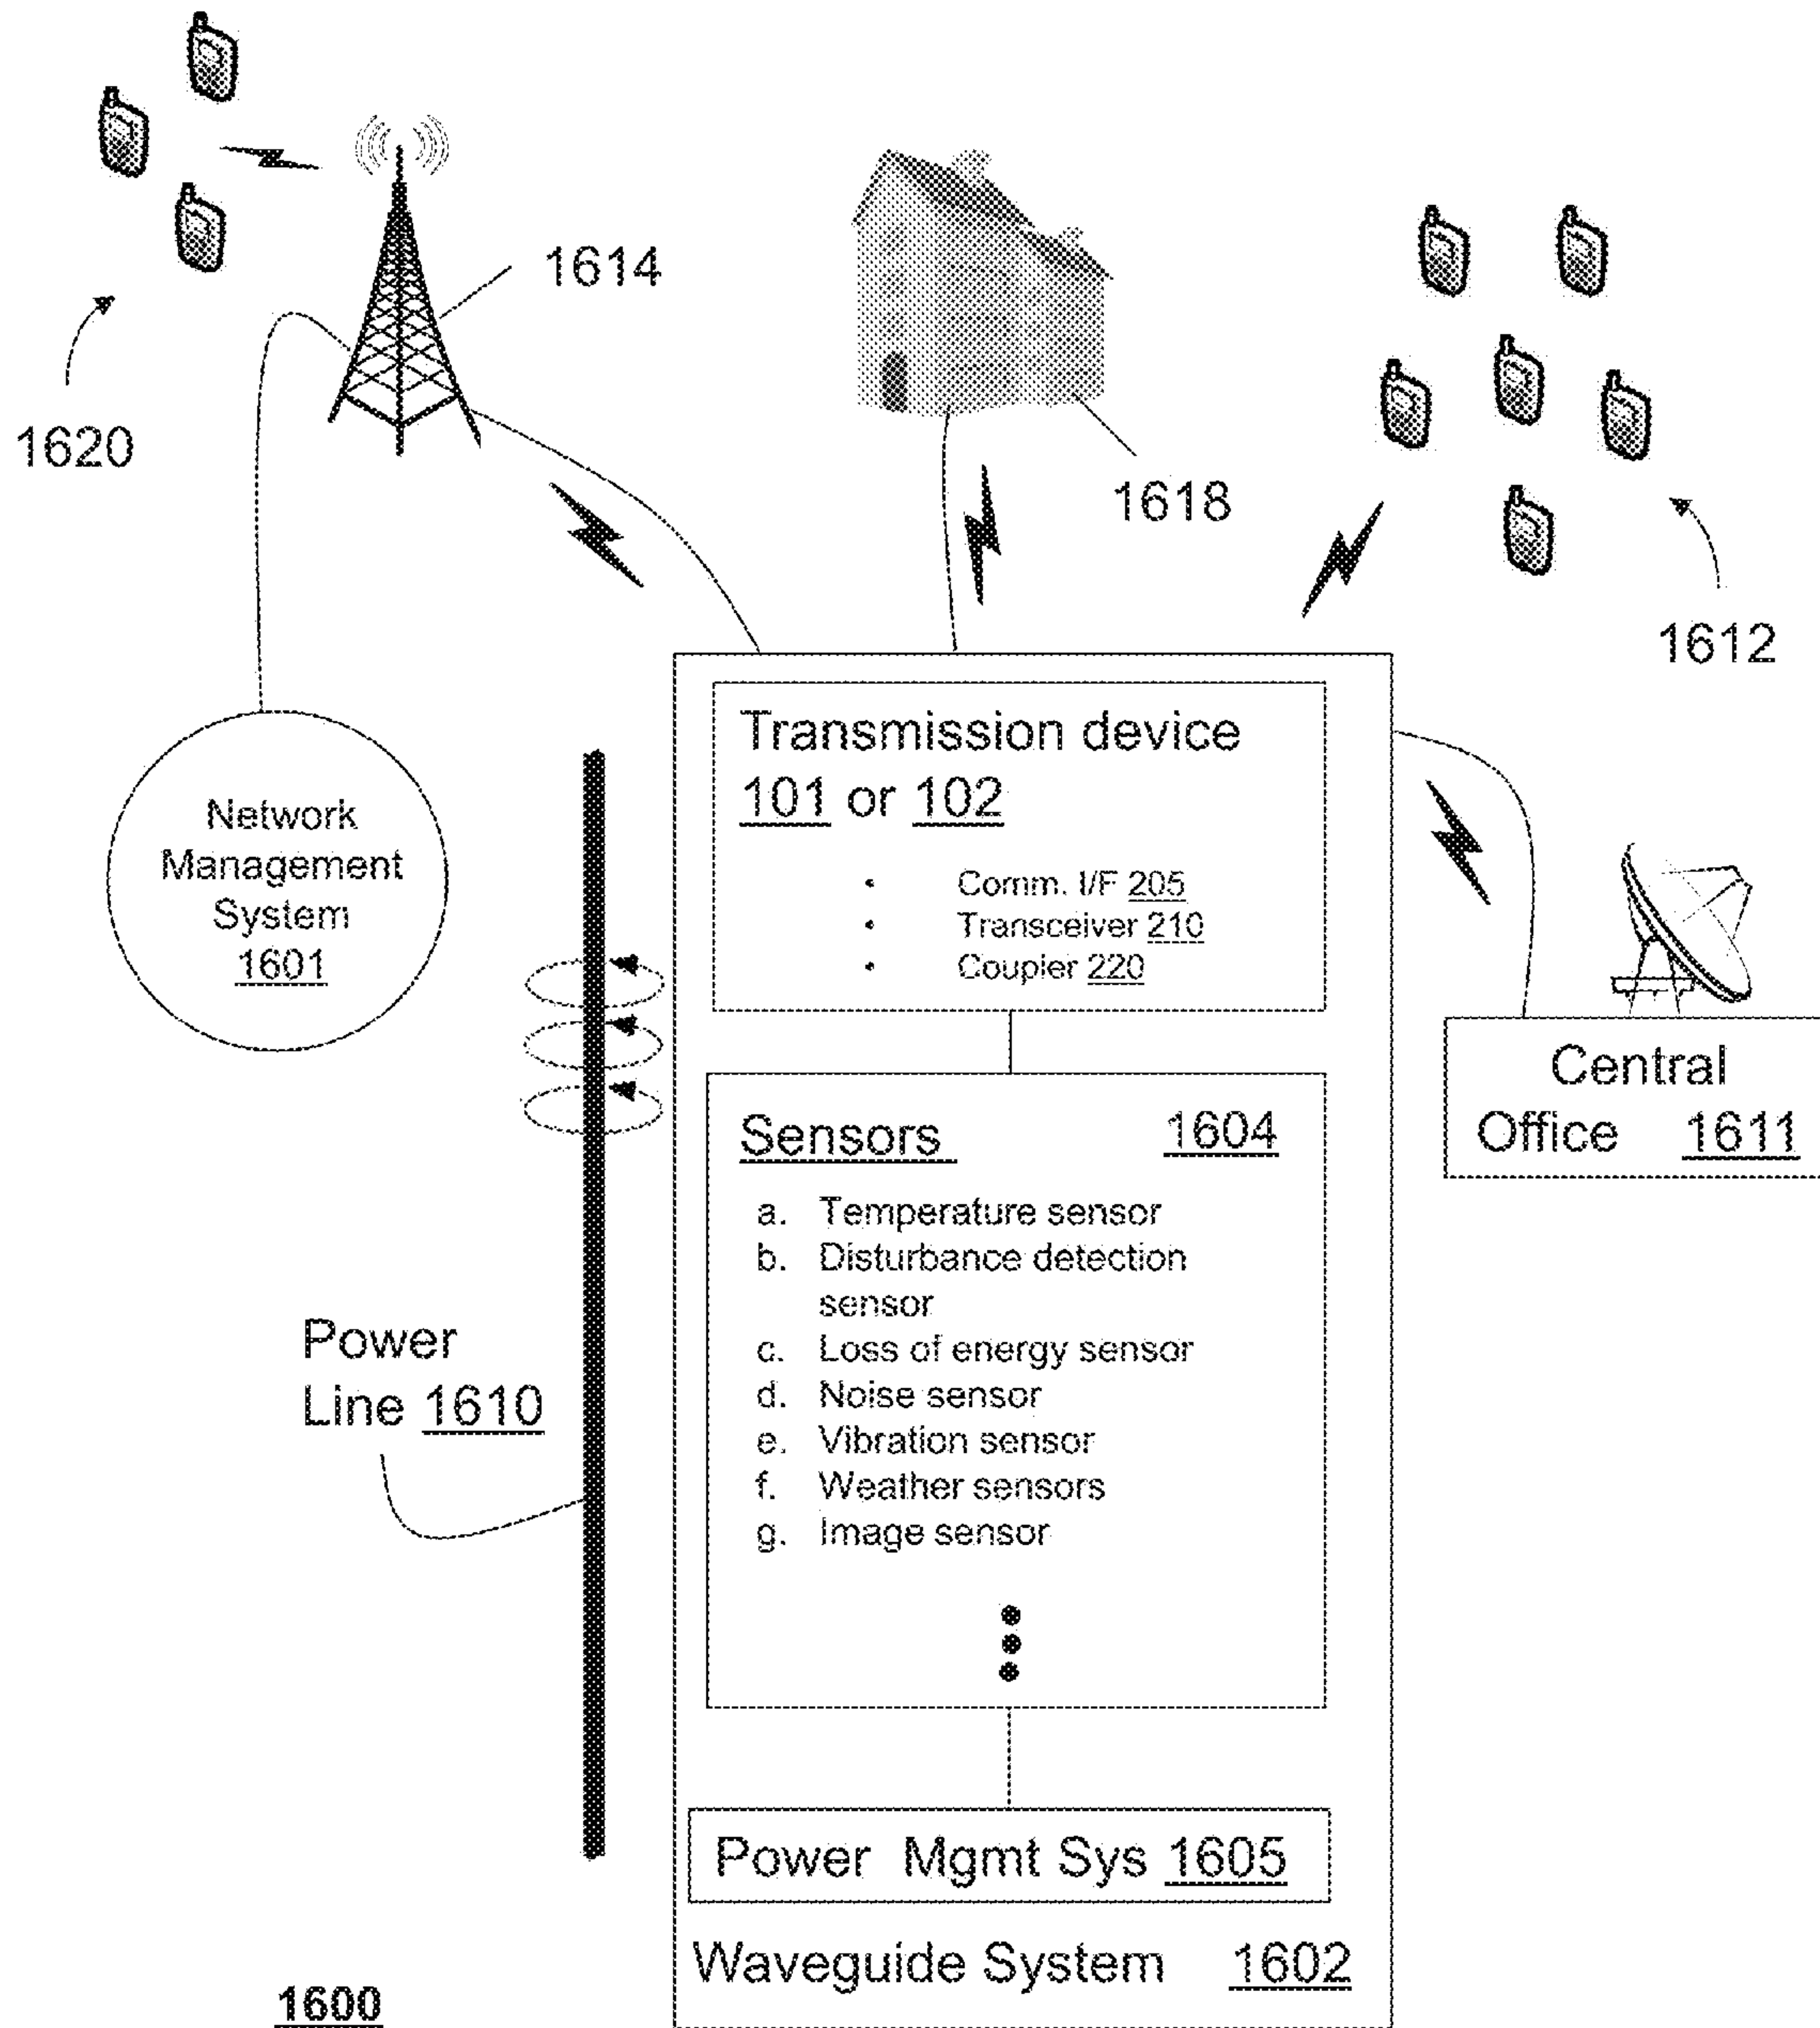 1614
1620
1618
1612
Network
Management
System
1601
Transmission device
101 or 102
• Comm. I/F 205
• Transceiver 210
• Coupler 220
Central
Office 1611
Sensors 1604
a. Temperature sensor
b. Disturbance detection
sensor
c. Loss of energy sensor
d. Noise sensor
e. Vibration sensor
f. Weather sensors
g. Image sensor
Power
Line 1610
Power Mgmt Sys 1605
Waveguide System 1602
1600